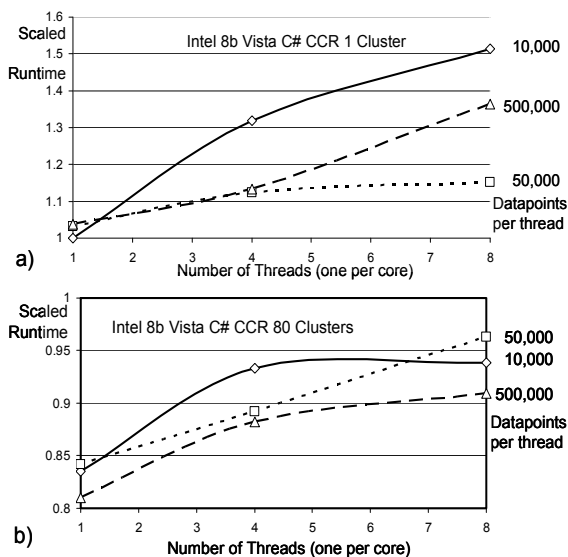 1.6
Scaled
Intel 8b Vista C# CCR 1 Cluster
10,000
1.5
Runtime
1.4
500,000
1.3
1.2
50,000
1.1
Datapoints
per thread
1
a)
1 2 3 4 5 6 7 8
Number of Threads (one per core)
1
Scaled
Runtime
Intel 8b Vista C# CCR 80 Clusters
50,000
0.95
10,000
500,000
0.9
Datapoints
per thread
0.85
0.8
b)
1 2 3 4 5 6 7 8
Number of Threads (one per core)